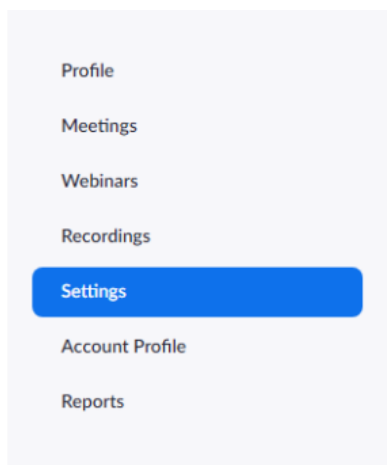 Profile
Meetings
Webinars
Recordings
Settings
Account Profile
Reports